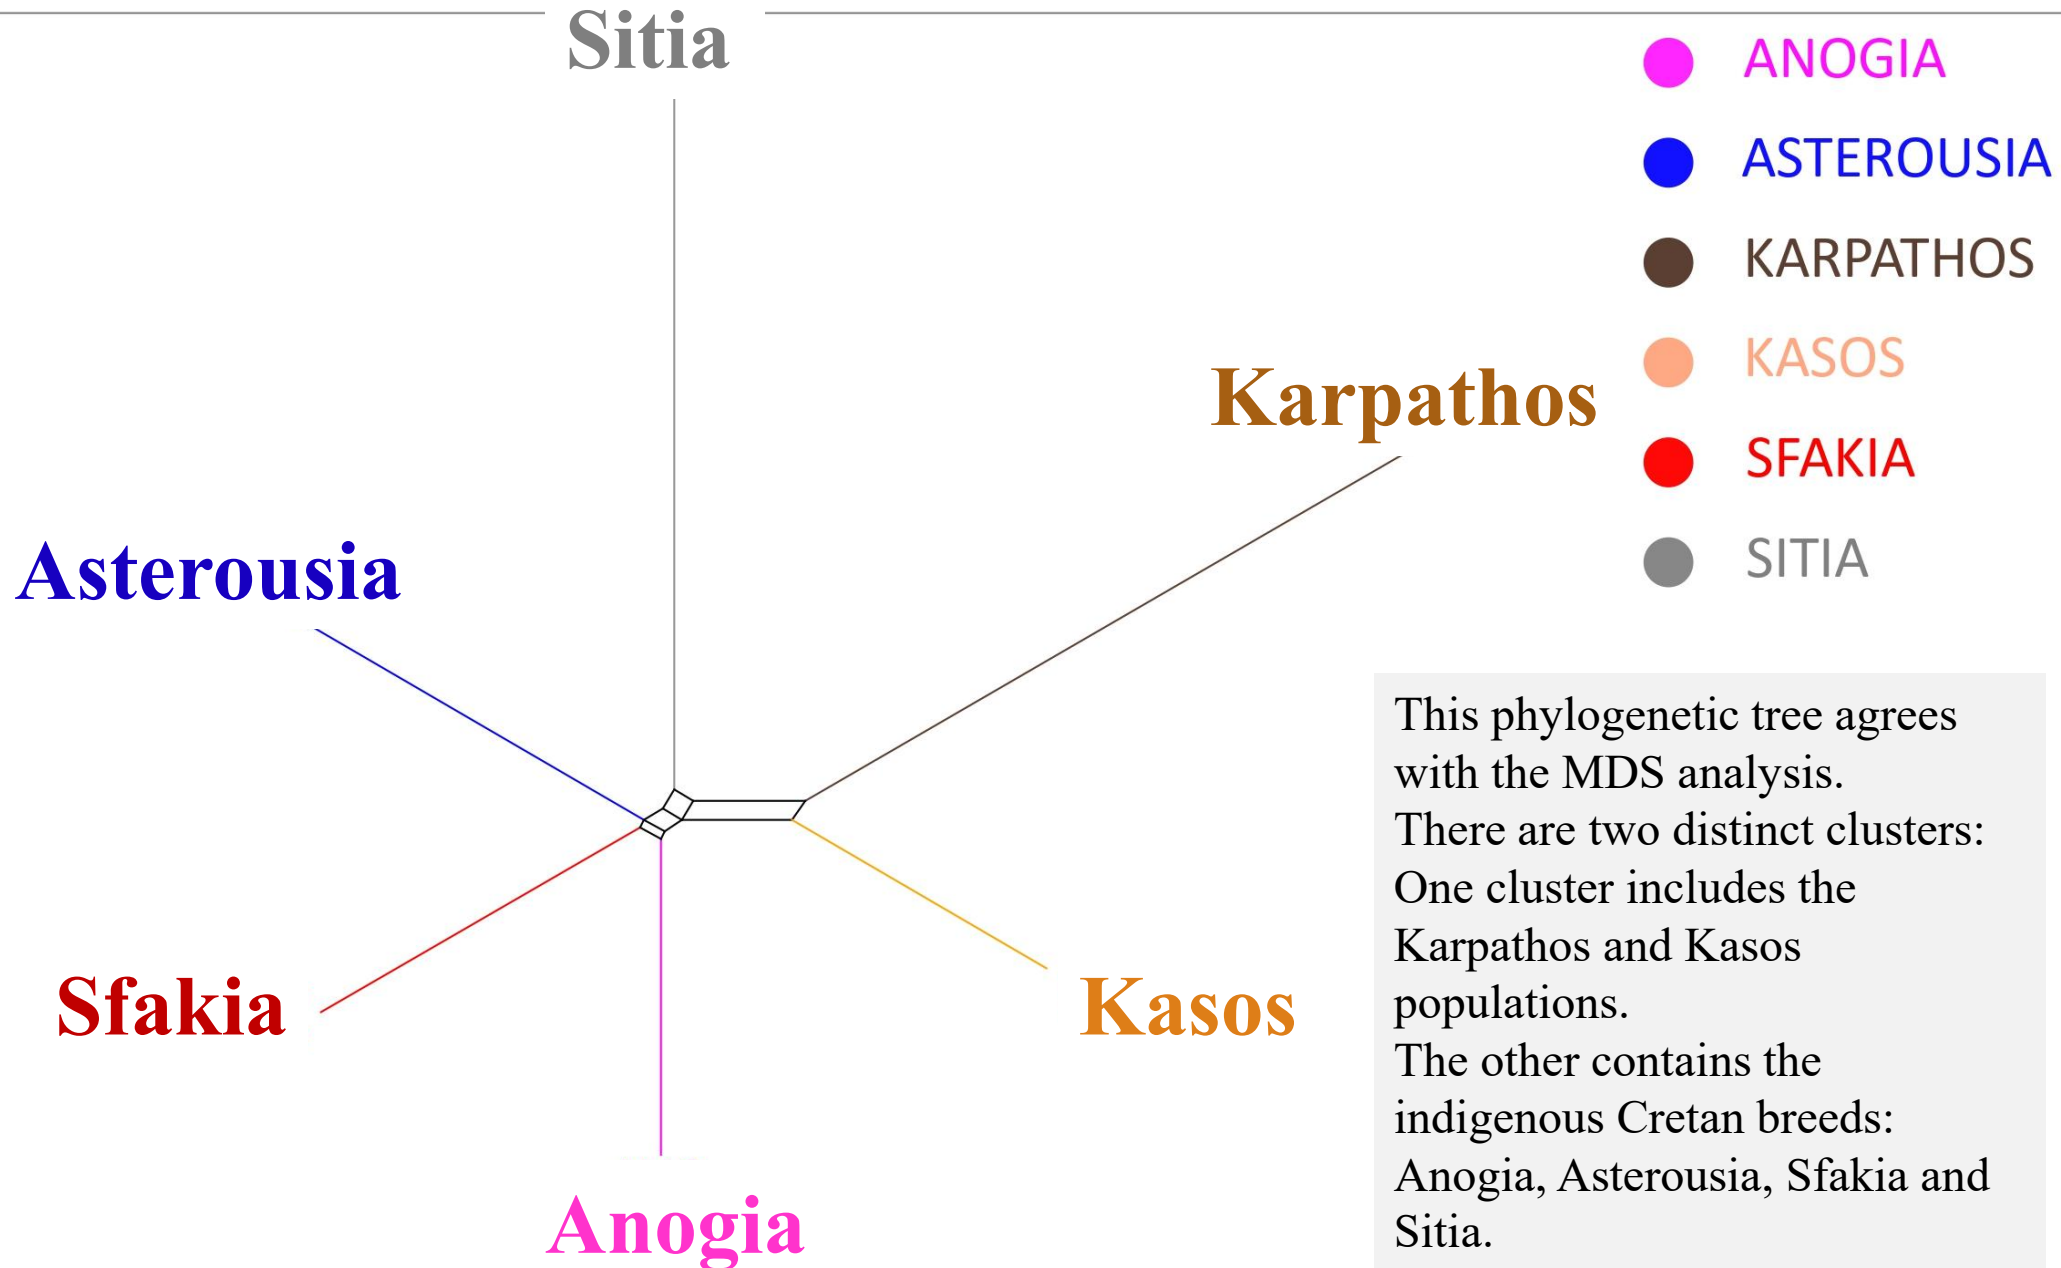 Sitia
ANOGIA
ASTEROUSIA
KARPATHOS
KASOS
SFAKIA
SITIA
Karpathos
Asterousia
Sfakia
Kasos
Anogia
This phylogenetic tree agrees
with the MDS analysis.
There are two distinct clusters:
One cluster includes the
Karpathos and Kasos
populations.
The other contains the
indigenous Cretan breeds:
Anogia, Asterousia, Sfakia and
Sitia.